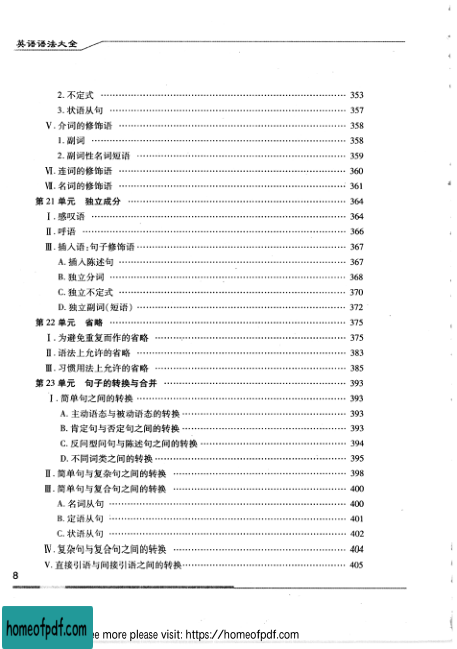 英语语法大全
2. 不定式 …… 353
3. 状语从句 …… 357
Ⅴ. 介词的修饰语 …… 358
1. 副词 …… 358
2. 副词性名词短语 …… 359
Ⅵ. 连词的修饰语 …… 360
Ⅶ. 名词的修饰语 …… 361
第 21 单元 独立成分 …… 364
Ⅰ. 感叹语 …… 364
Ⅱ. 呼语 …… 366
Ⅲ. 插入语:句子修饰语 …… 367
A. 插入陈述句 …… 367
B. 独立分词 …… 368
C. 独立不定式 …… 370
D. 独立副词(短语) …… 372
第 22 单元 省略 …… 375
Ⅰ. 为避免重复而作的省略 …… 375
Ⅱ. 语法上允许的省略 …… 383
Ⅲ. 习惯用法上允许的省略 …… 385
第 23 单元 句子的转换与合并 …… 393
Ⅰ. 简单句之间的转换 …… 393
A. 主动语态与被动语态的转换 …… 393
B. 肯定句与否定句之间的转换 …… 393
C. 反问型问句与陈述句之间的转换 …… 394
D. 不同词类之间的转换 …… 395
Ⅱ. 简单句与复杂句之间的转换 …… 398
Ⅲ. 简单句与复合句之间的转换 …… 400
A. 名词从句 …… 400
B. 定语从句 …… 401
C. 状语从句 …… 402
Ⅳ. 复杂句与复合句之间的转换 …… 404
Ⅴ. 直接引语与间接引语之间的转换 …… 405
8
homeofpdf.com
more please visit: https://homeofpdf.com